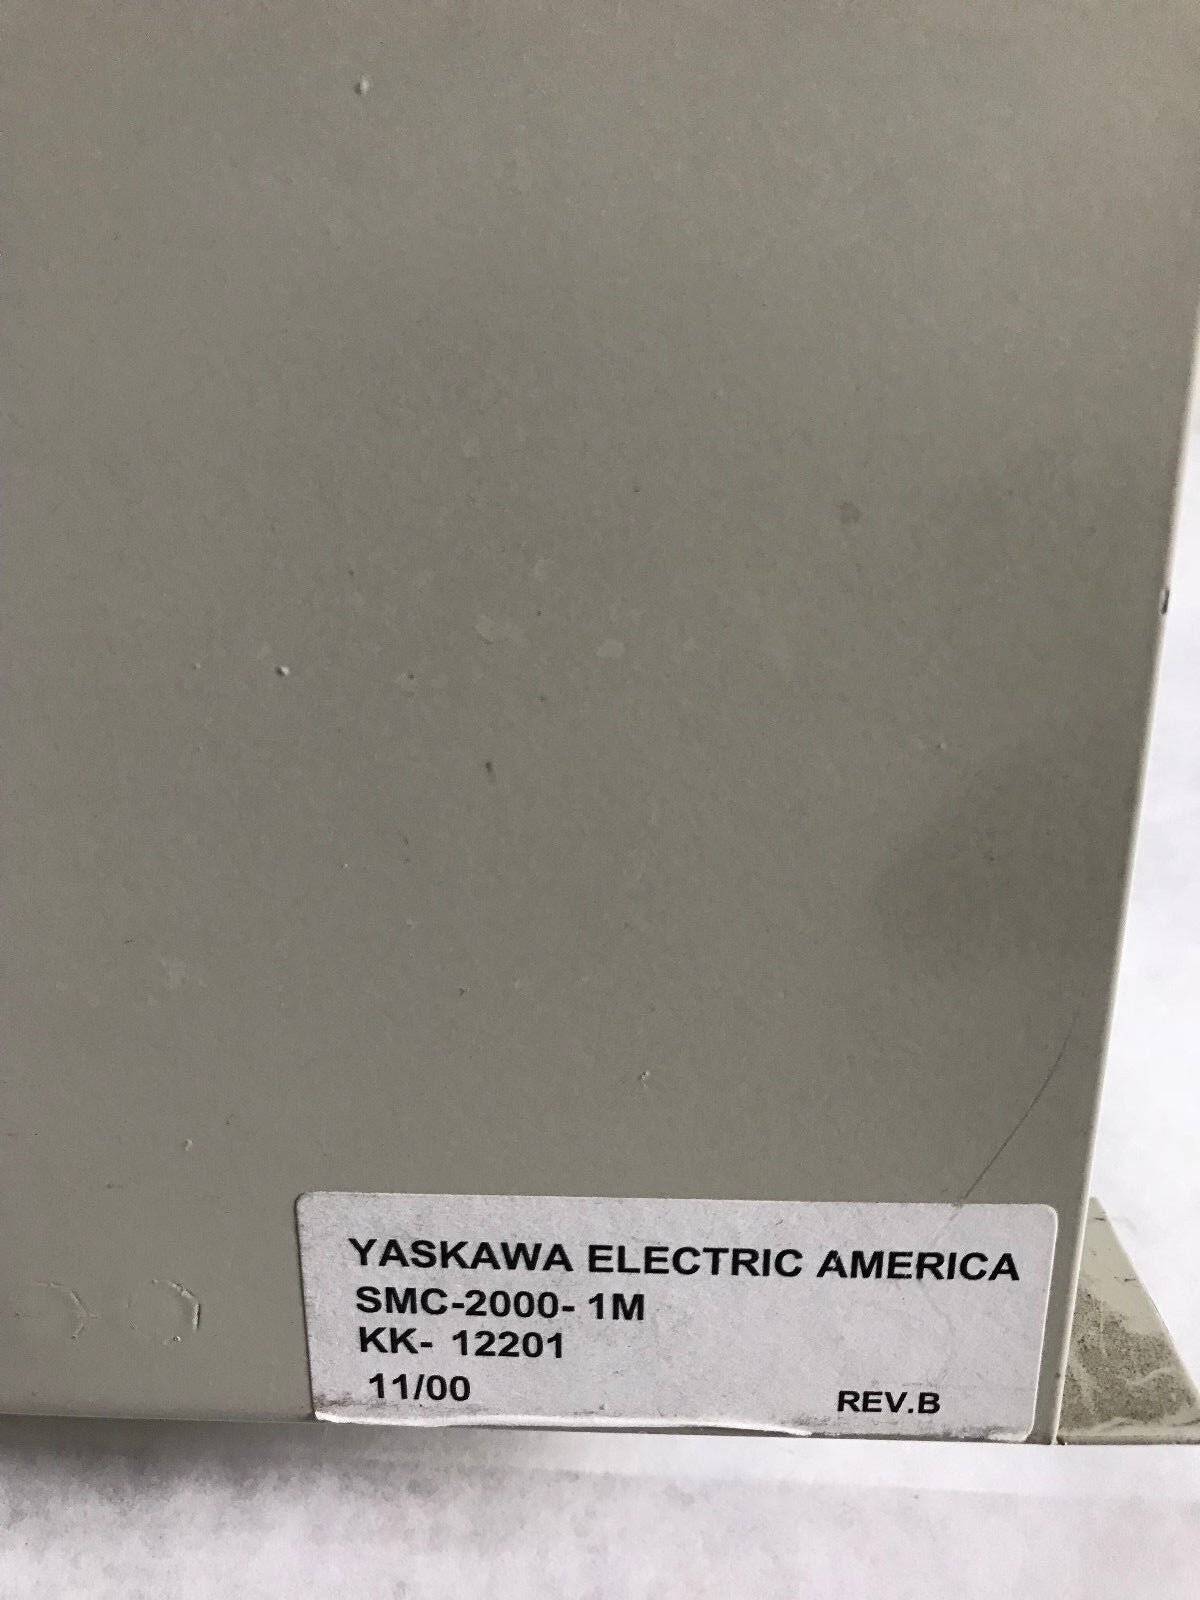 YASKAWA ELECTRIC AMERICA
SMC-2000- 1M
KK- 12201
11/00 REV.B